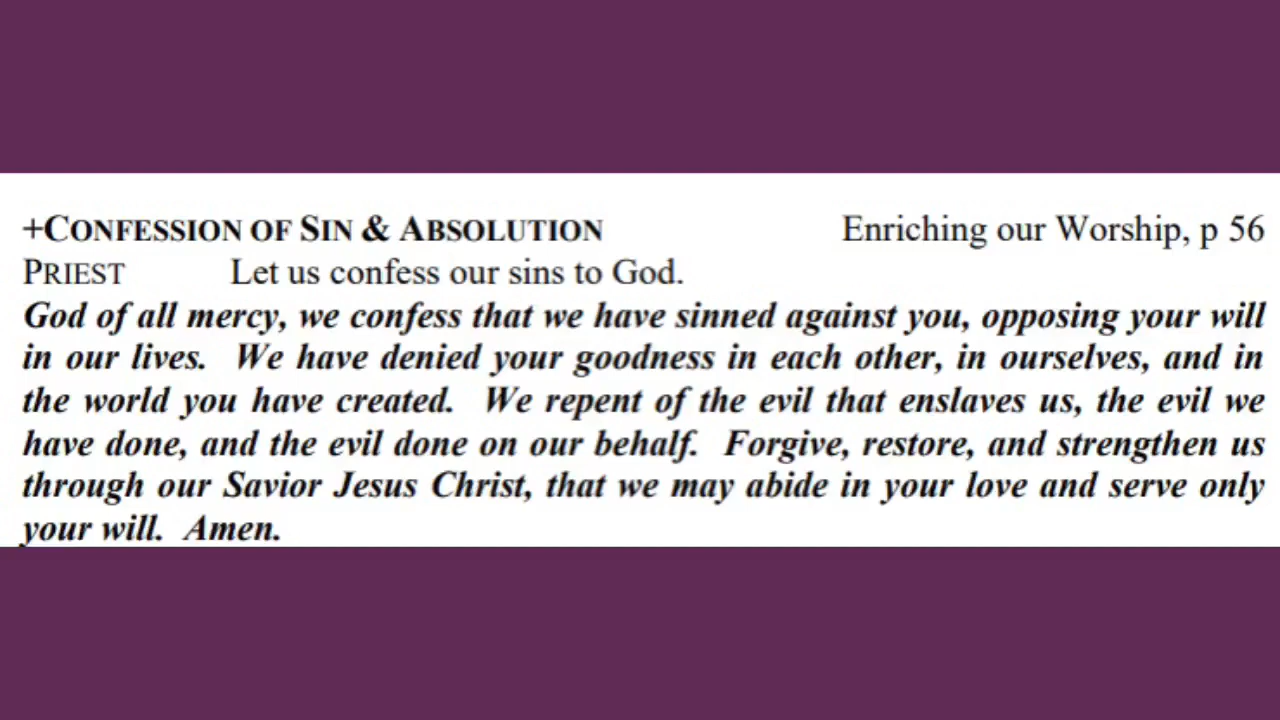 +CONFESSION OF SIN & ABSOLUTION Enriching our Worship, p 56
PRIEST Let us confess our sins to God.
God of all mercy, we confess that we have sinned against you, opposing your will
in our lives. We have denied your goodness in each other, in ourselves, and in
the world you have created. We repent of the evil that enslaves us, the evil we
have done, and the evil done on our behalf. Forgive, restore, and strengthen us
through our Savior Jesus Christ, that we may abide in your love and serve only
your will. Amen.